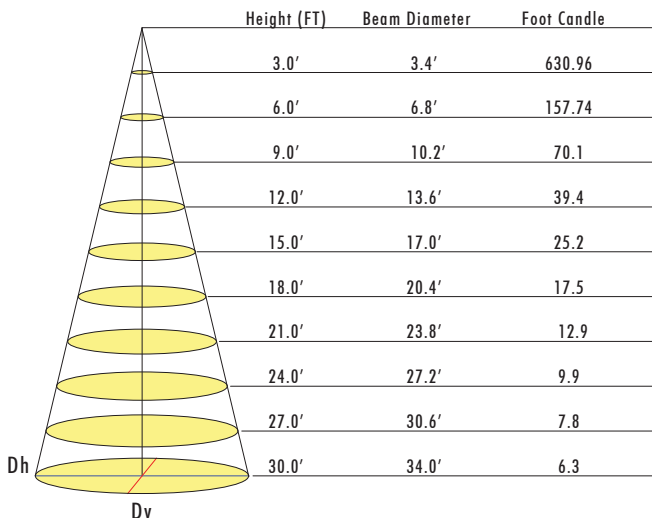 Height (FT) Beam Diameter Foot Candle
3.0′ 3.4′ 630.96
6.0′ 6.8′ 157.74
9.0′ 10.2′ 70.1
12.0′ 13.6′ 39.4
15.0′ 17.0′ 25.2
18.0′ 20.4′ 17.5
21.0′ 23.8′ 12.9
24.0′ 27.2′ 9.9
27.0′ 30.6′ 7.8
Dh 30.0′ 34.0′ 6.3
Dv